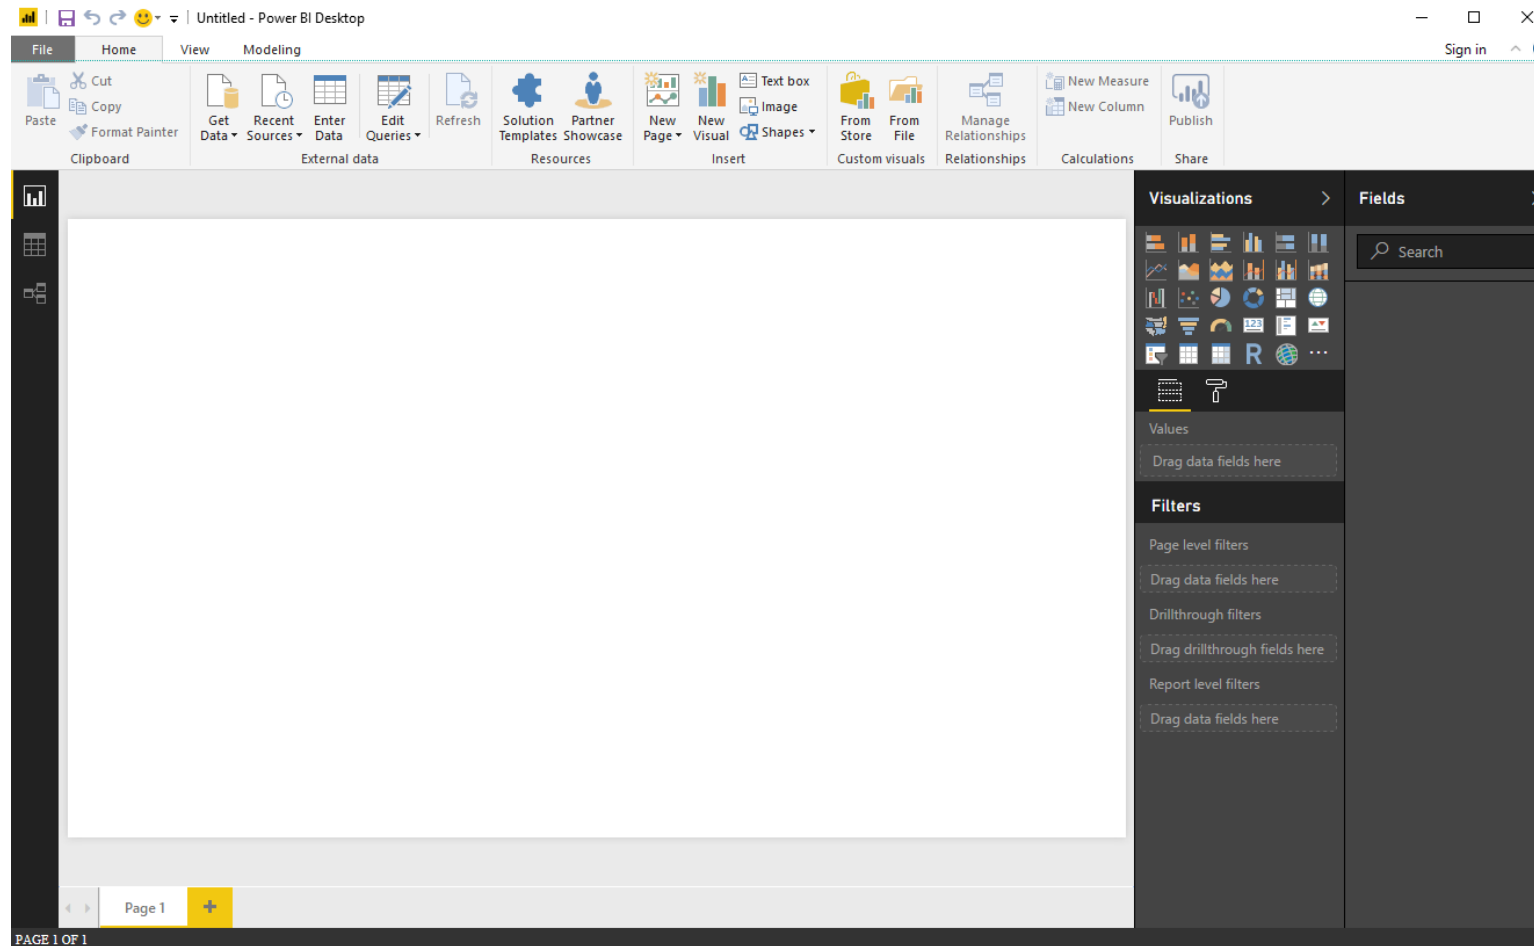 Untitled - Power BI Desktop
File Home View Modeling Sign in
Paste
Cut
Copy
Format Painter
Clipboard
Get Data
Recent Sources
Enter Data
Edit Queries
Refresh
External data
Solution Templates
Partner Showcase
Resources
New Page
New Visual
Text box
Image
Shapes
Insert
From Store
From File
Custom visuals
Manage Relationships
Relationships
New Measure
New Column
Calculations
Publish
Share
Visualizations
Fields
Search
123
R
Values
Drag data fields here
Filters
Page level filters
Drag data fields here
Drillthrough filters
Drag drillthrough fields here
Report level filters
Drag data fields here
Page 1
PAGE 1 OF 1